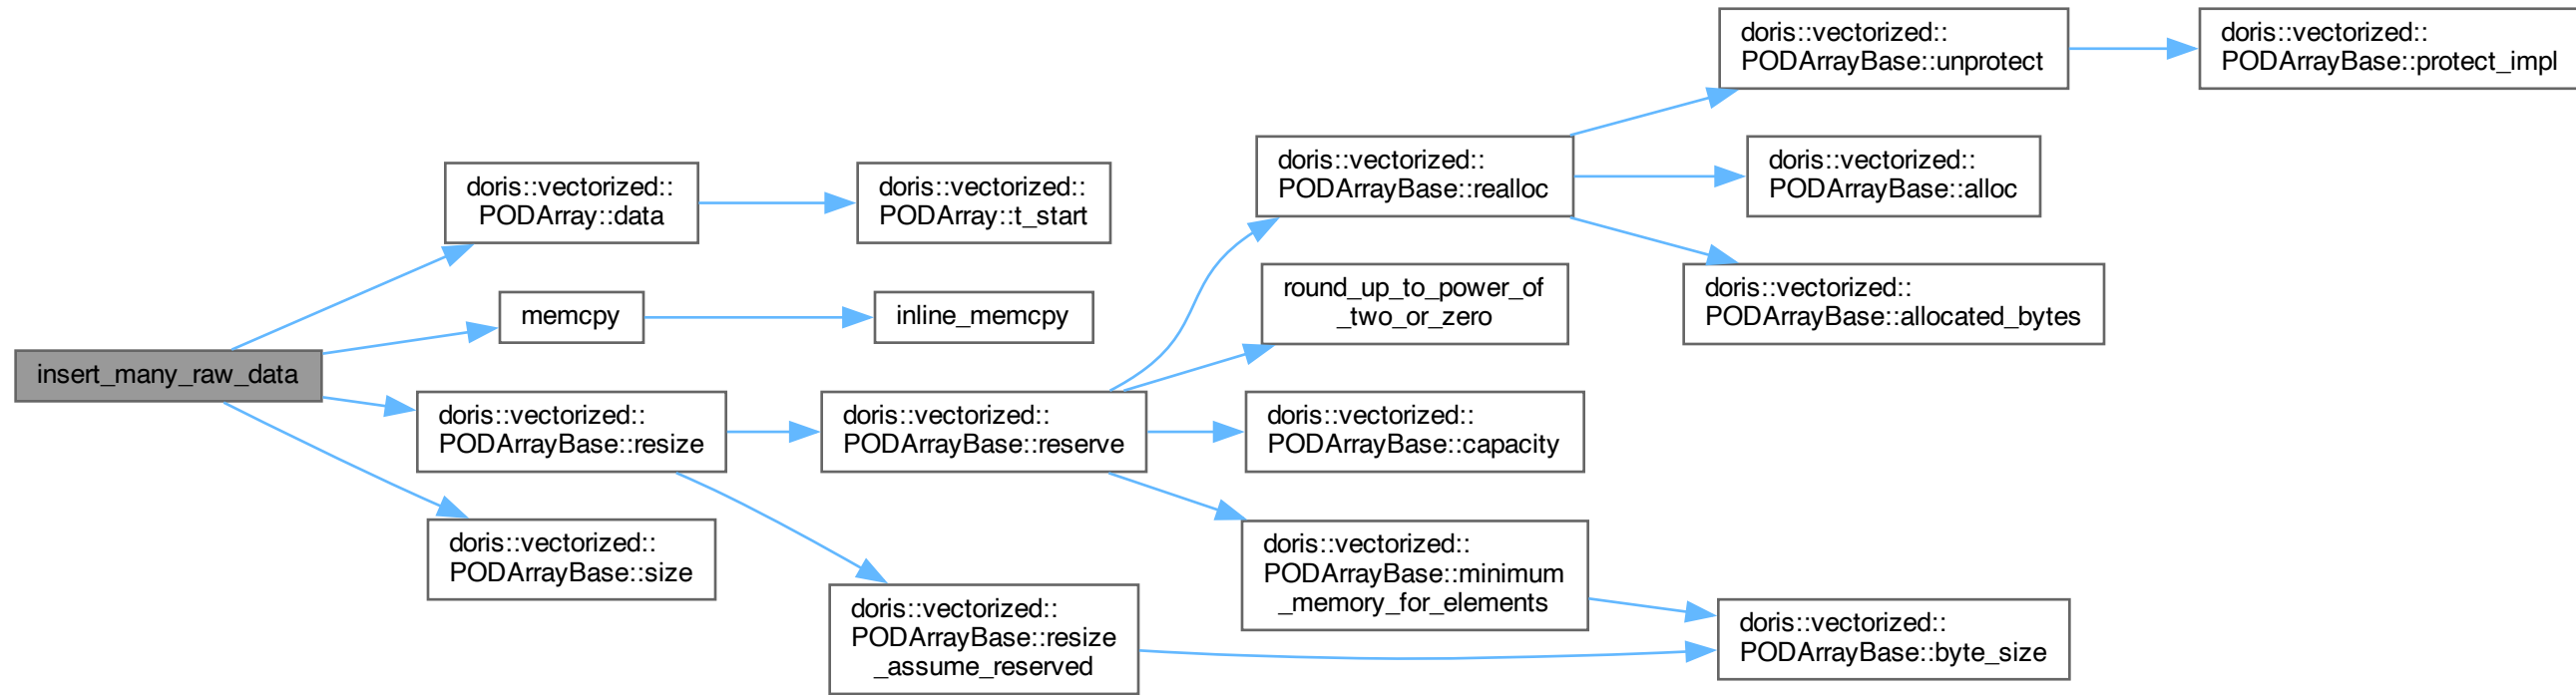 insert_many_raw_data
doris::vectorized::
PODArray::data
doris::vectorized::
PODArray::t_start
memcpy
inline_memcpy
doris::vectorized::
PODArrayBase::resize
doris::vectorized::
PODArrayBase::reserve
doris::vectorized::
PODArrayBase::realloc
doris::vectorized::
PODArrayBase::unprotect
doris::vectorized::
PODArrayBase::protect_impl
doris::vectorized::
PODArrayBase::alloc
doris::vectorized::
PODArrayBase::allocated_bytes
round_up_to_power_of
_two_or_zero
doris::vectorized::
PODArrayBase::capacity
doris::vectorized::
PODArrayBase::minimum
_memory_for_elements
doris::vectorized::
PODArrayBase::byte_size
doris::vectorized::
PODArrayBase::resize
_assume_reserved
doris::vectorized::
PODArrayBase::size